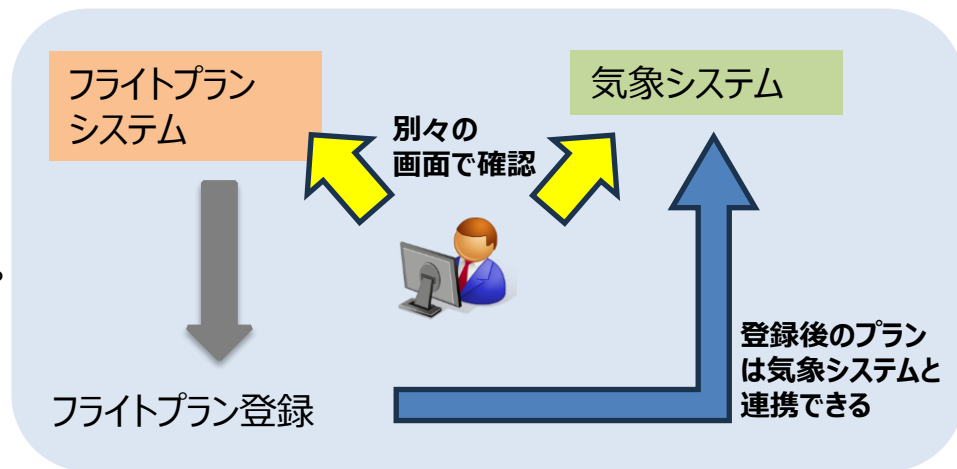 フライトプラン
システム
気象システム
別々の
画面で確認
登録後のプラン
は気象システムと
連携できる
フライトプラン登録